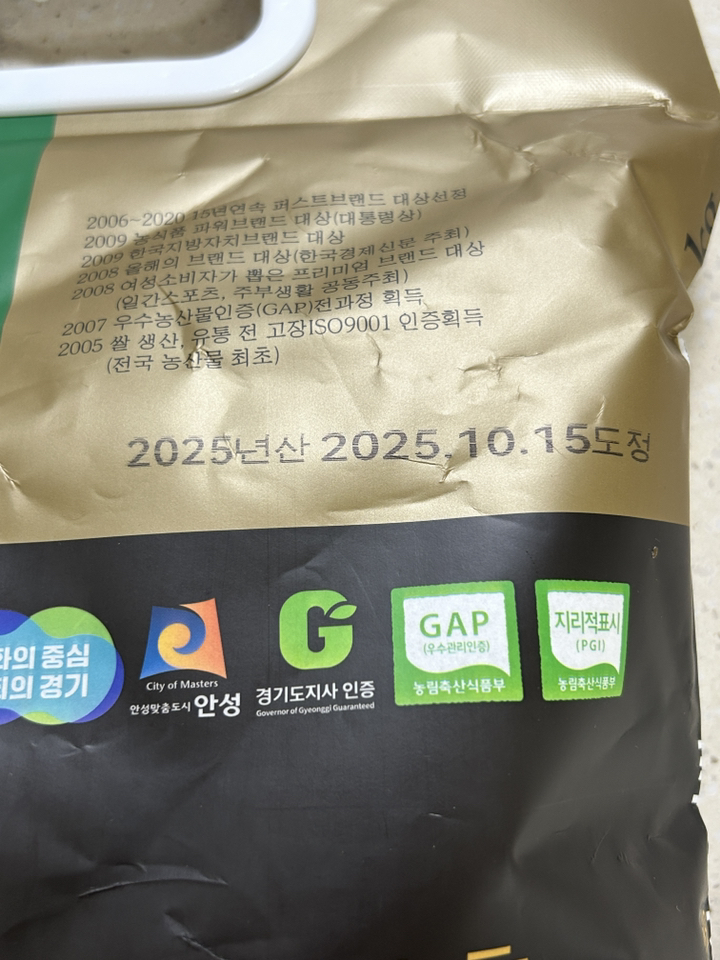 2006~2020 15년연속 퍼스트브랜드 대상선정
2009 농식품 파워브랜드 대상(대통령상)
2009 한국지방자치브랜드 대상
2008 올해의 브랜드 대상(한국경제신문 주최)
2008 여성소비자가 뽑은 프리미엄 브랜드 대상
(일간스포츠, 주부생활 공동주최)
2007 우수농산물인증(GAP)전과정 획득
2005 쌀 생산, 유통 전 고장ISO9001 인증획득
(전국 농산물 최초)
2025년산 2025.10.15도정
화의 중심
회의 경기
City of Masters
안성맞춤도시 안성
경기도지사 인증
Governor of Gyeonggi Guaranteed
GAP
(우수관리인증)
농림축산식품부
지리적표시
(PGI)
농림축산식품부
kg